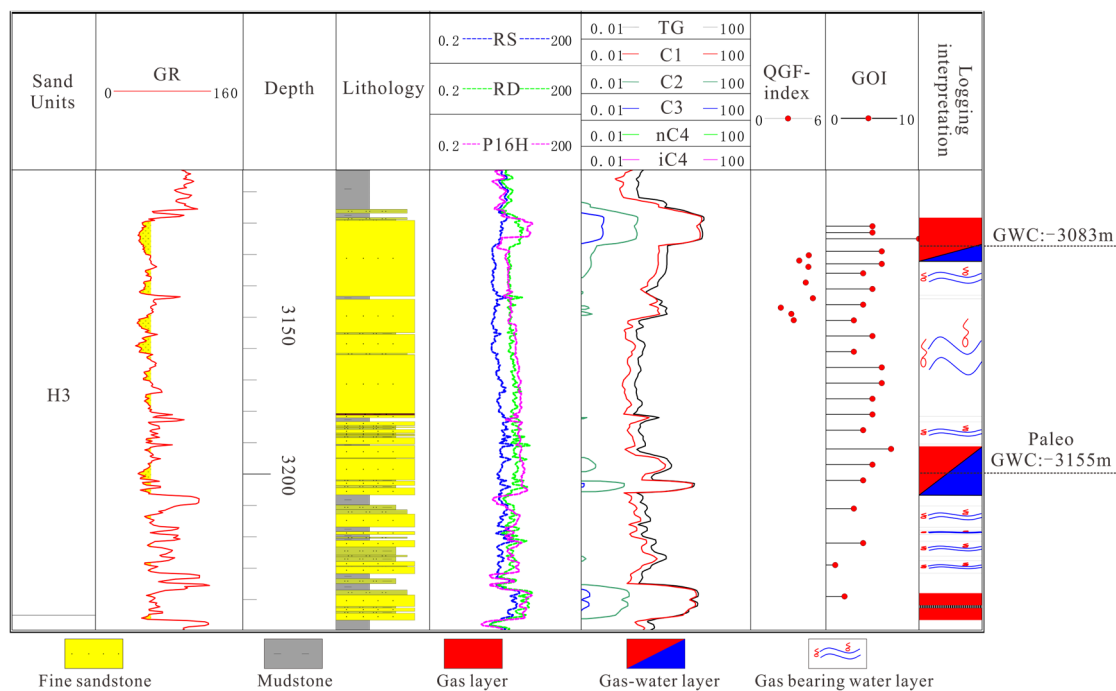 Sand
Units
GR
0 160
Depth
Lithology
0.2 RS 200
0.2 RD 200
0.2 P16H 200
0.01 TG 100
0.01 C1 100
0.01 C2 100
0.01 C3 100
0.01 nC4 100
0.01 iC4 100
QGF-
index
0 6
GOI
0 10
Logging
interpretation
H3
3150
3200
GWC:-3083m
Paleo
GWC:-3155m
Fine sandstone
Mudstone
Gas layer
Gas-water layer
Gas bearing water layer